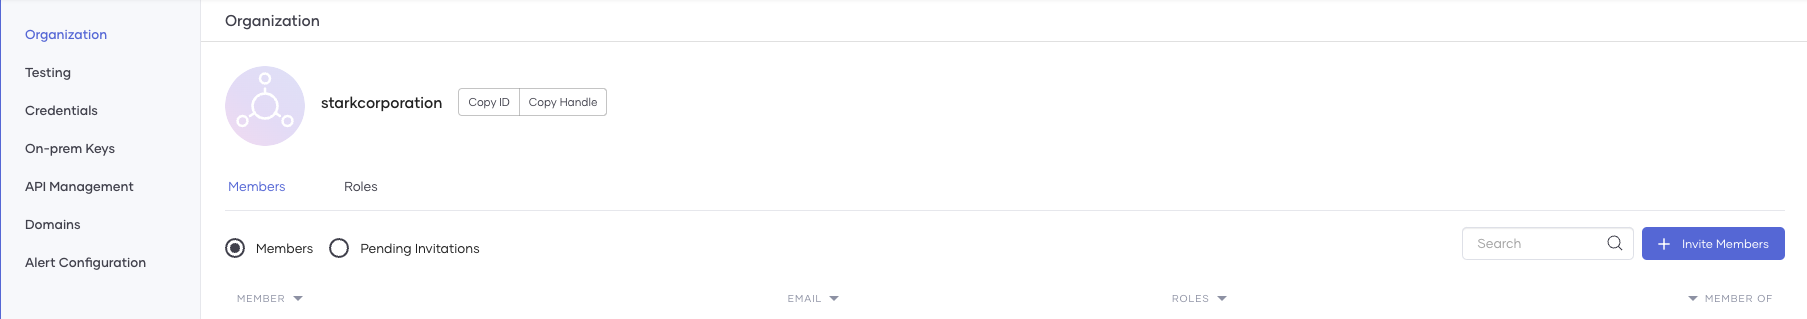 Organization
Testing
Credentials
On-prem Keys
API Management
Domains
Alert Configuration
Organization
starkcorporation Copy ID Copy Handle
Members Roles
Members Pending Invitations Search Invite Members
MEMBER EMAIL ROLES MEMBER OF